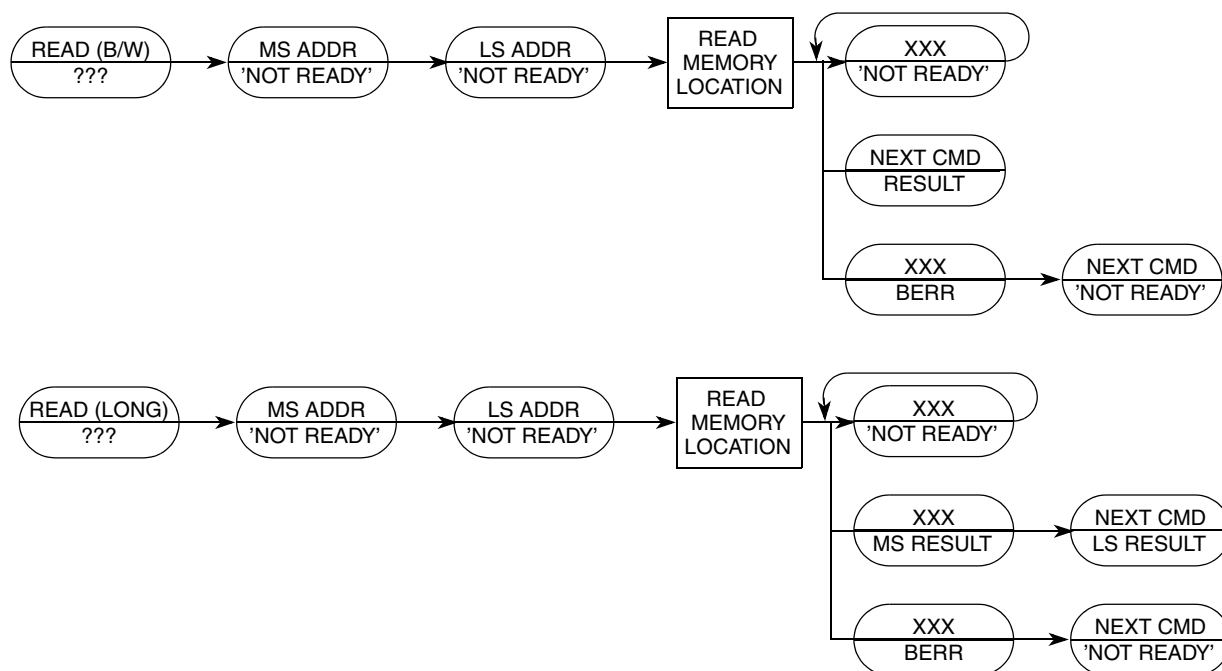 READ (B/W)
???
MS ADDR
'NOT READY'
LS ADDR
'NOT READY'
READ
MEMORY
LOCATION
XXX
'NOT READY'
NEXT CMD
RESULT
XXX
BERR
NEXT CMD
'NOT READY'
READ (LONG)
???
MS ADDR
'NOT READY'
LS ADDR
'NOT READY'
READ
MEMORY
LOCATION
XXX
'NOT READY'
XXX
MS RESULT
NEXT CMD
LS RESULT
XXX
BERR
NEXT CMD
'NOT READY'